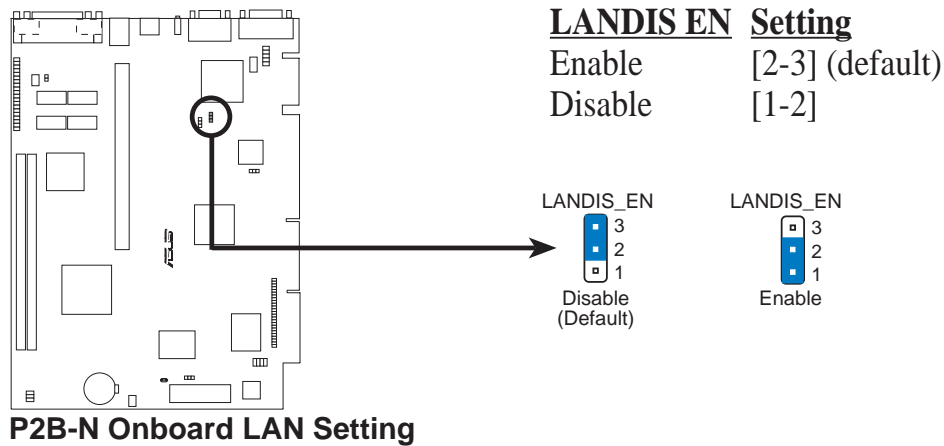 LANDIS EN Setting
Enable [2-3] (default)
Disable [1-2]
LANDIS_EN
3
2
1
Disable
(Default)
LANDIS_EN
3
2
1
Enable
ASUS
P2B-N Onboard LAN Setting